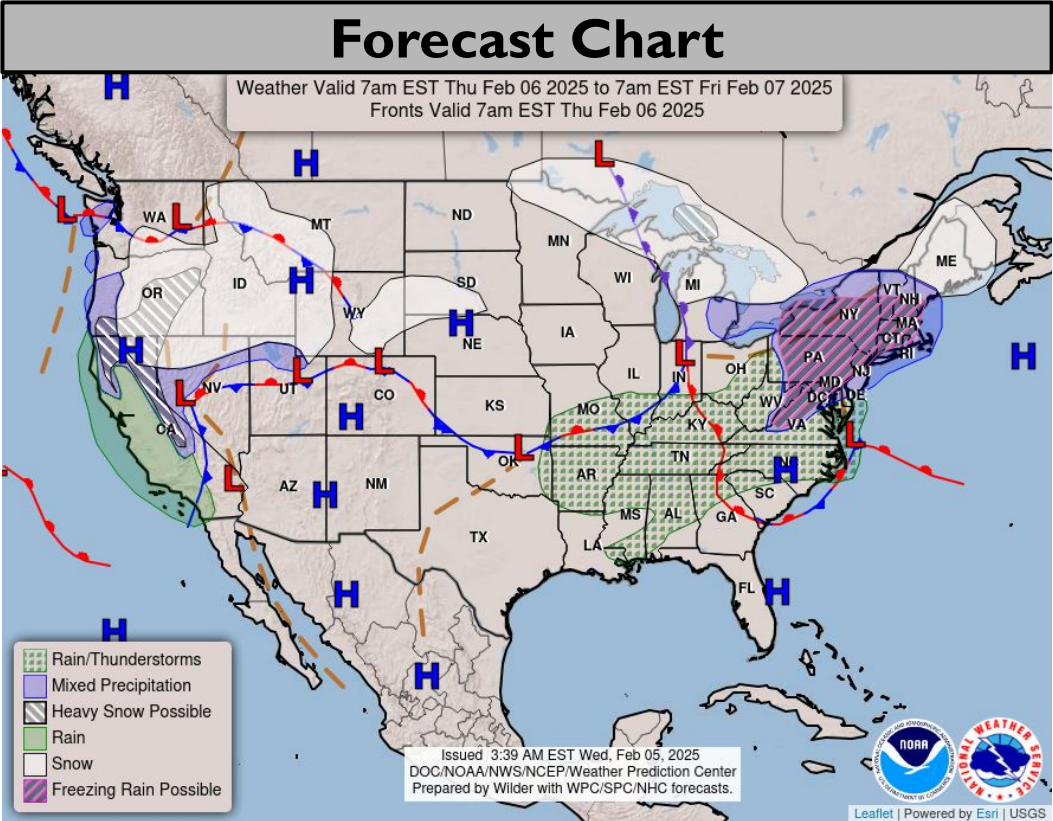 Forecast Chart
Weather Valid 7am EST Thu Feb 06 2025 to 7am EST Fri Feb 07 2025
Fronts Valid 7am EST Thu Feb 06 2025
H
L
H
L
WA
L
MT
ND
MN
ME
OR
ID
H
SD
WI
MI
VT
NH
WY
H
NE
IA
NY
MA
CT
RI
H
H
L
NV
L
UT
L
CO
H
KS
IL
L
IN
OH
PA
NJ
MD
DE
DC
WV
VA
MO
KY
CA
L
AZ
H
NM
L
OK
AR
TN
NC
H
L
SC
MS
AL
GA
TX
LA
FL
H
H
H
H
L
Rain/Thunderstorms
Mixed Precipitation
Heavy Snow Possible
Rain
Snow
Freezing Rain Possible
Issued 3:39 AM EST Wed, Feb 05, 2025
DOC/NOAA/NWS/NCEP/Weather Prediction Center
Prepared by Wilder with WPC/SPC/NHC forecasts.
NOAA
NATIONAL WEATHER SERVICE
Leaflet | Powered by Esri | USGS